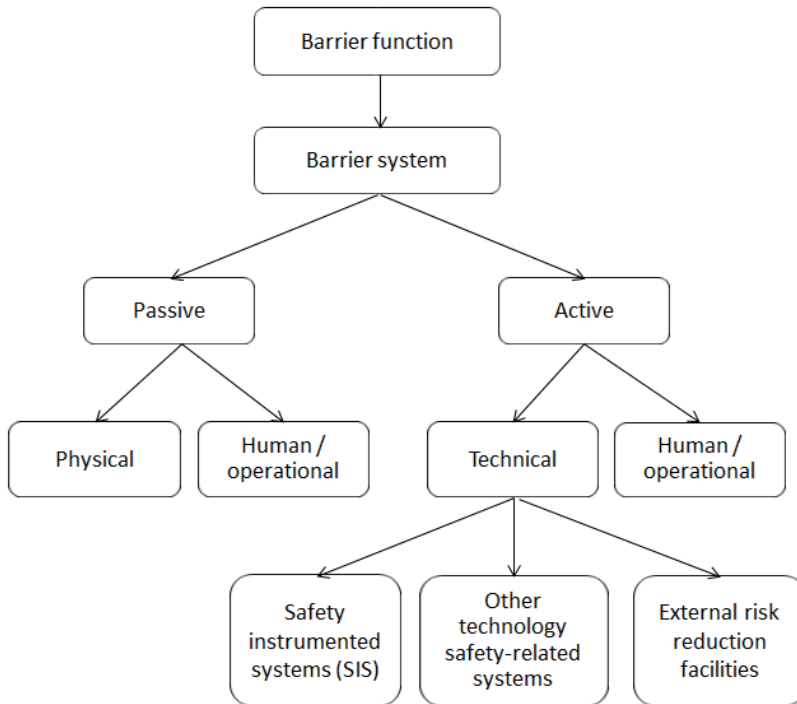 Barrier function
Barrier system
Passive
Active
Physical
Human /
operational
Technical
Human /
operational
Safety
instrumented
systems (SIS)
Other
technology
safety-related
systems
External risk
reduction
facilities